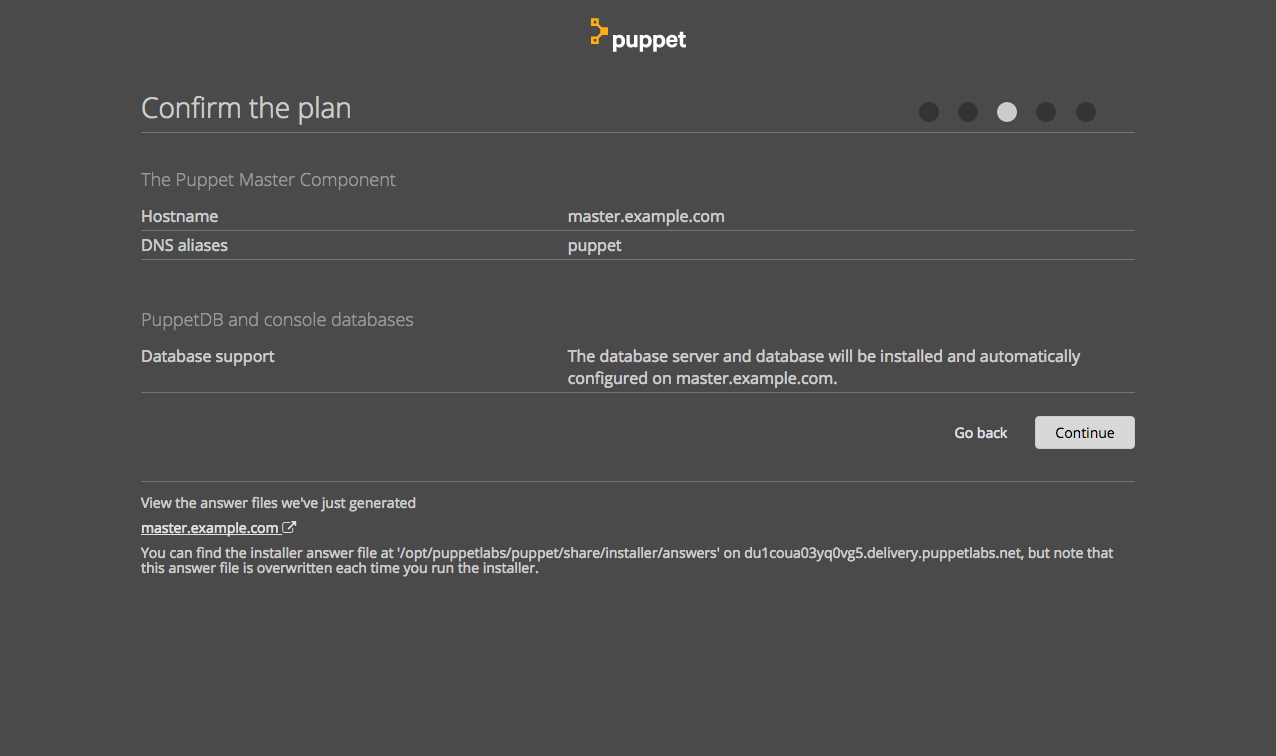 puppet
Confirm the plan
The Puppet Master Component
Hostname master.example.com
DNS aliases puppet
PuppetDB and console databases
Database support The database server and database will be installed and automatically
configured on master.example.com.
Go back Continue
View the answer files we've just generated
master.example.com
You can find the installer answer file at '/opt/puppetlabs/puppet/share/installer/answers' on du1coua03yq0vg5.delivery.puppetlabs.net, but note that
this answer file is overwritten each time you run the installer.